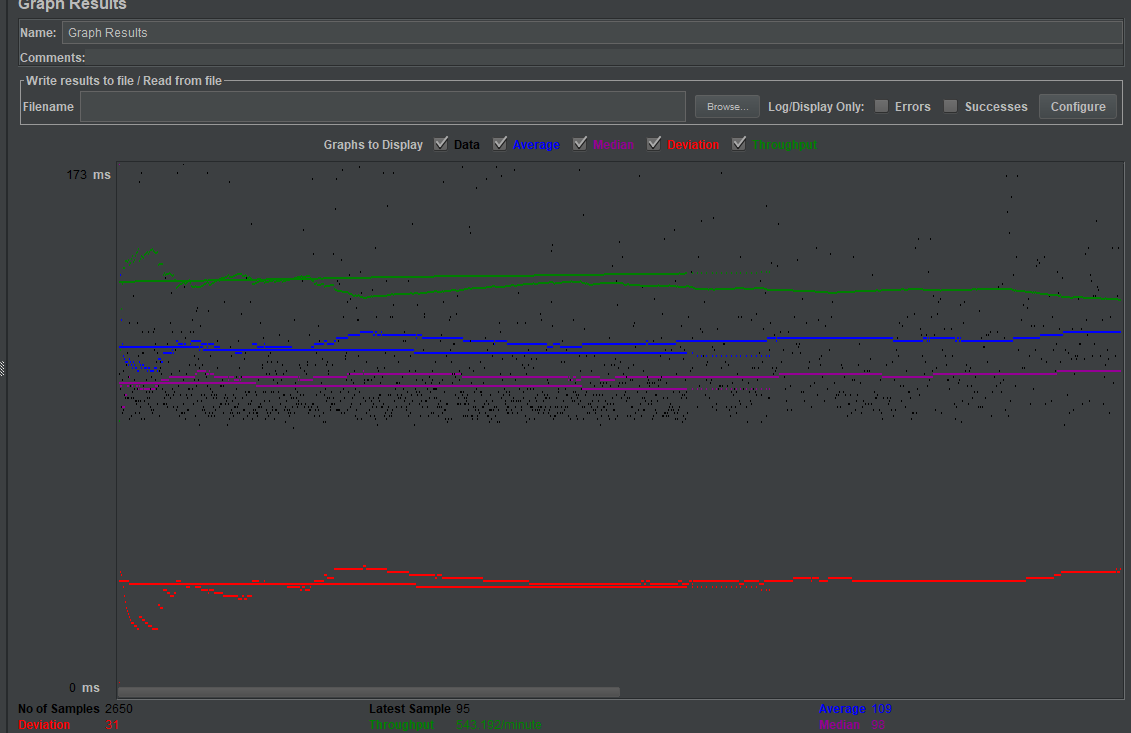 Graph Results
Name: Graph Results
Comments:
Write results to file / Read from file
Filename Browse... Log/Display Only: Errors Successes Configure
Graphs to Display Data Average Median Deviation Throughput
173 ms
0 ms
No of Samples 2650 Latest Sample 95 Average 109
Deviation 31 Throughput 543.192/minute Median